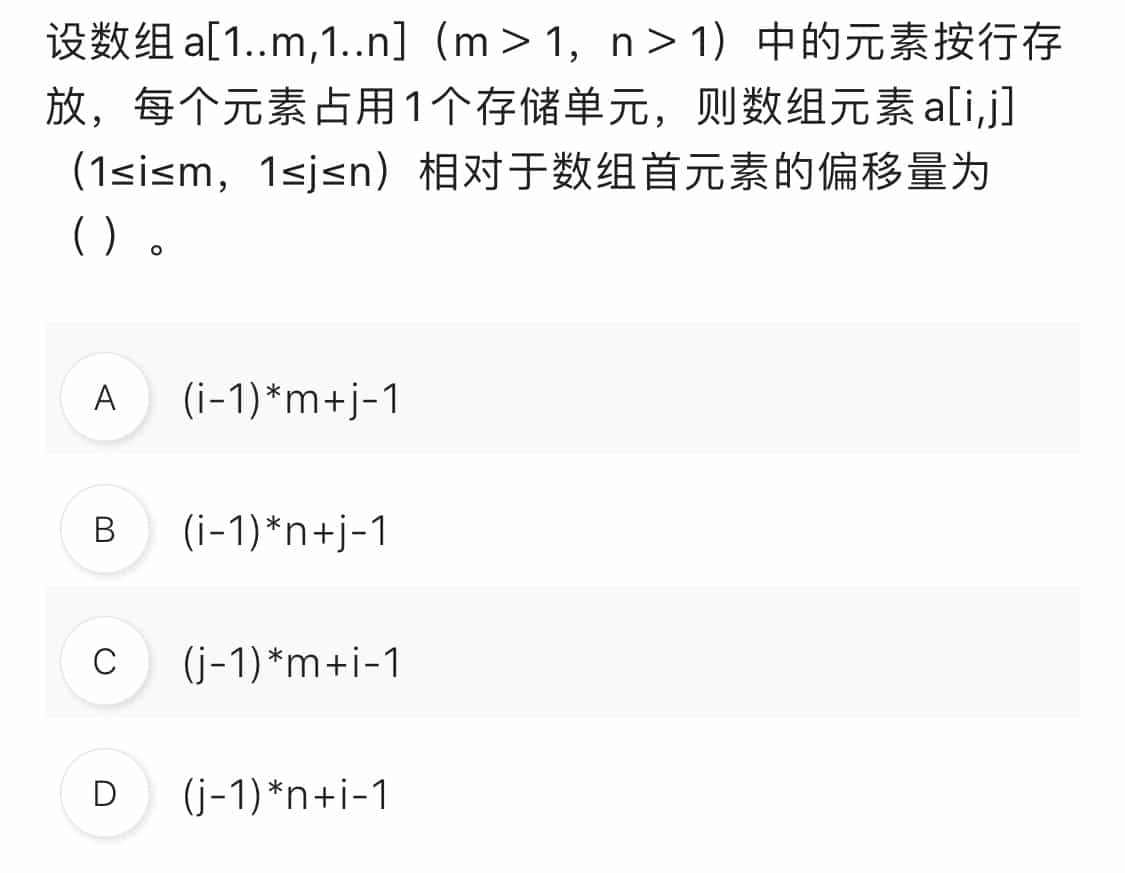 设数组a[1..m,1..n]（m > 1，n > 1）中的元素按行存
放，每个元素占用1个存储单元，则数组元素a[i,j]
（1≤i≤m，1≤j≤n）相对于数组首元素的偏移量为
（ ）。
A (i-1)*m+j-1
B (i-1)*n+j-1
C (j-1)*m+i-1
D (j-1)*n+i-1